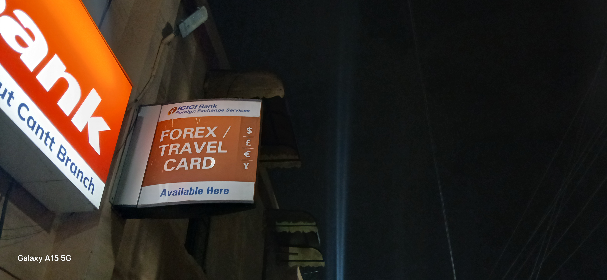 ank
ut Cantt Branch
ICICI Bank
Foreign Exchange Services
FOREX /
TRAVEL
CARD
$
£
€
¥
Available Here
Galaxy A15 5G